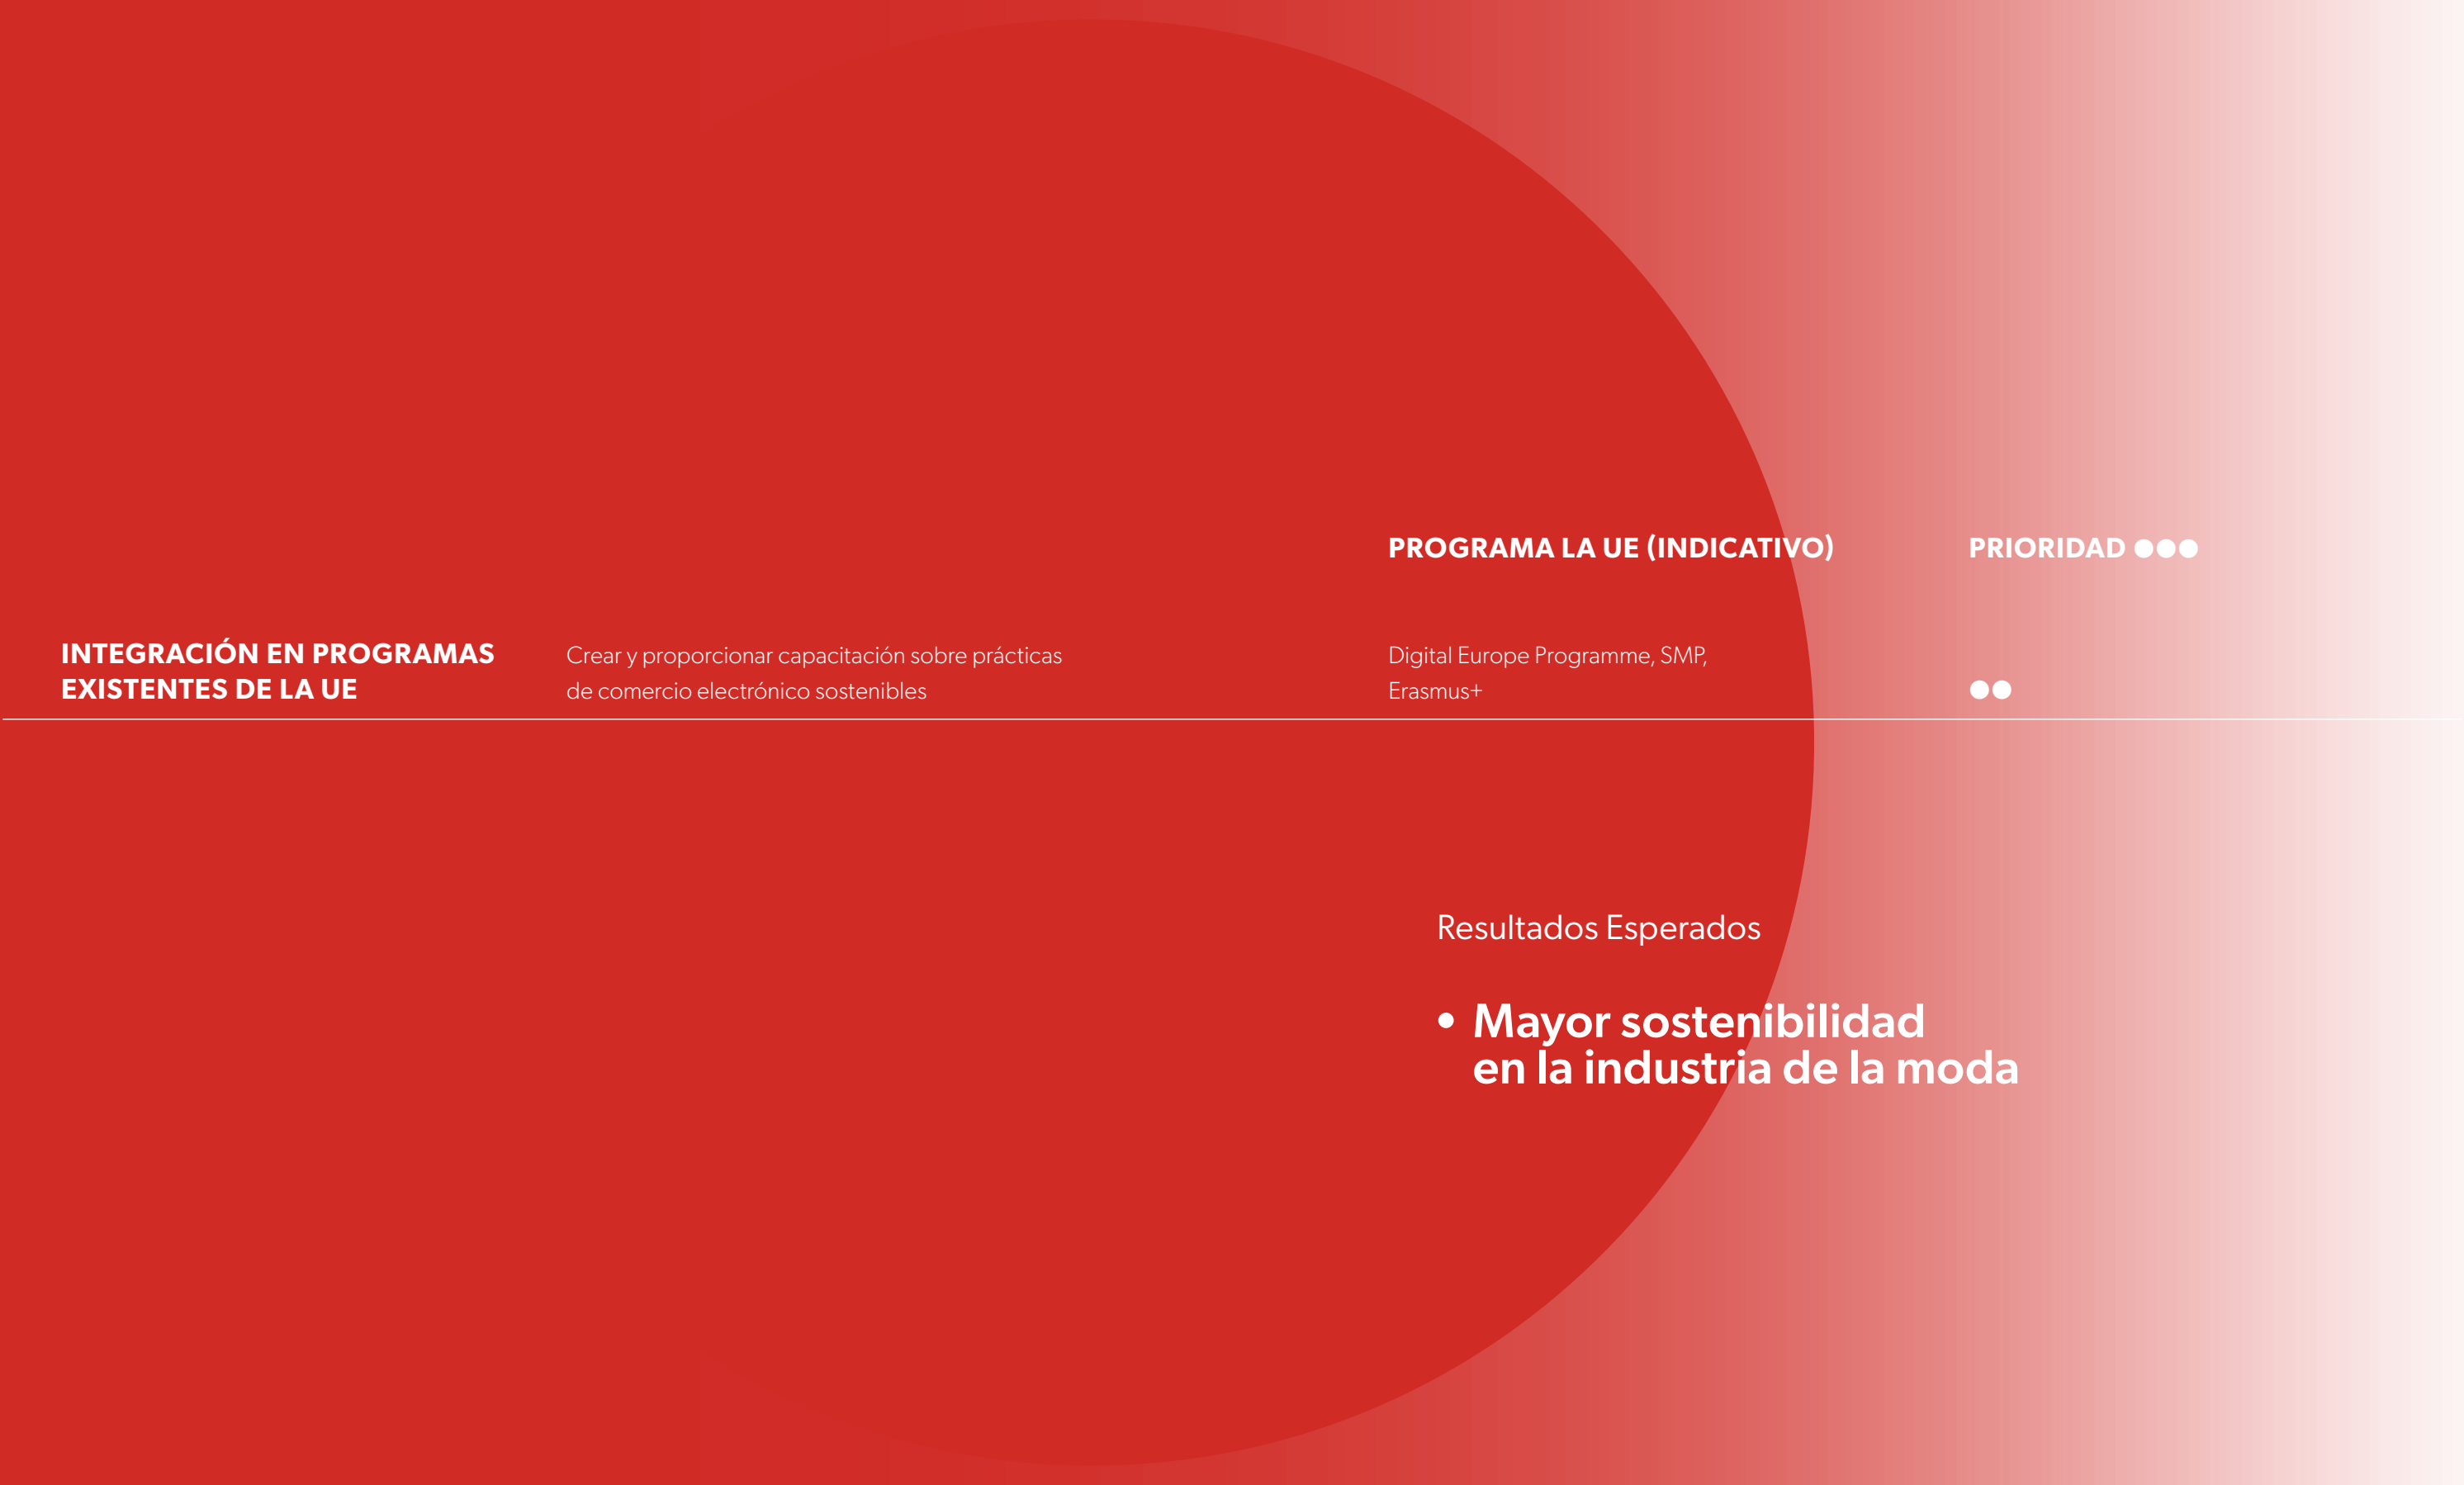 PROGRAMA LA UE (INDICATIVO)
PRIORIDAD ●●●
INTEGRACIÓN EN PROGRAMAS
EXISTENTES DE LA UE
Crear y proporcionar capacitación sobre prácticas
de comercio electrónico sostenibles
Digital Europe Programme, SMP,
Erasmus+
●●
Resultados Esperados
• Mayor sostenibilidad
en la industria de la moda